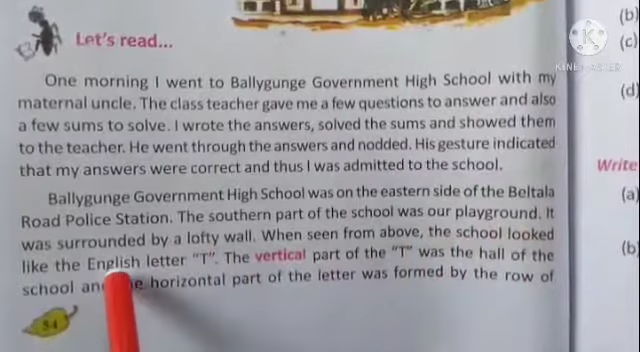 Let's read...
One morning I went to Ballygunge Government High School with my
maternal uncle. The class teacher gave me a few questions to answer and also
a few sums to solve. I wrote the answers, solved the sums and showed them
to the teacher. He went through the answers and nodded. His gesture indicated
that my answers were correct and thus I was admitted to the school.
Ballygunge Government High School was on the eastern side of the Beltala
Road Police Station. The southern part of the school was our playground. It
was surrounded by a lofty wall. When seen from above, the school looked
like the English letter "T". The vertical part of the "T" was the hall of the
school and horizontal part of the letter was formed by the row of
54
(b)
(c)
(d)
Write
(a)
(b)
K
KINEMASTER